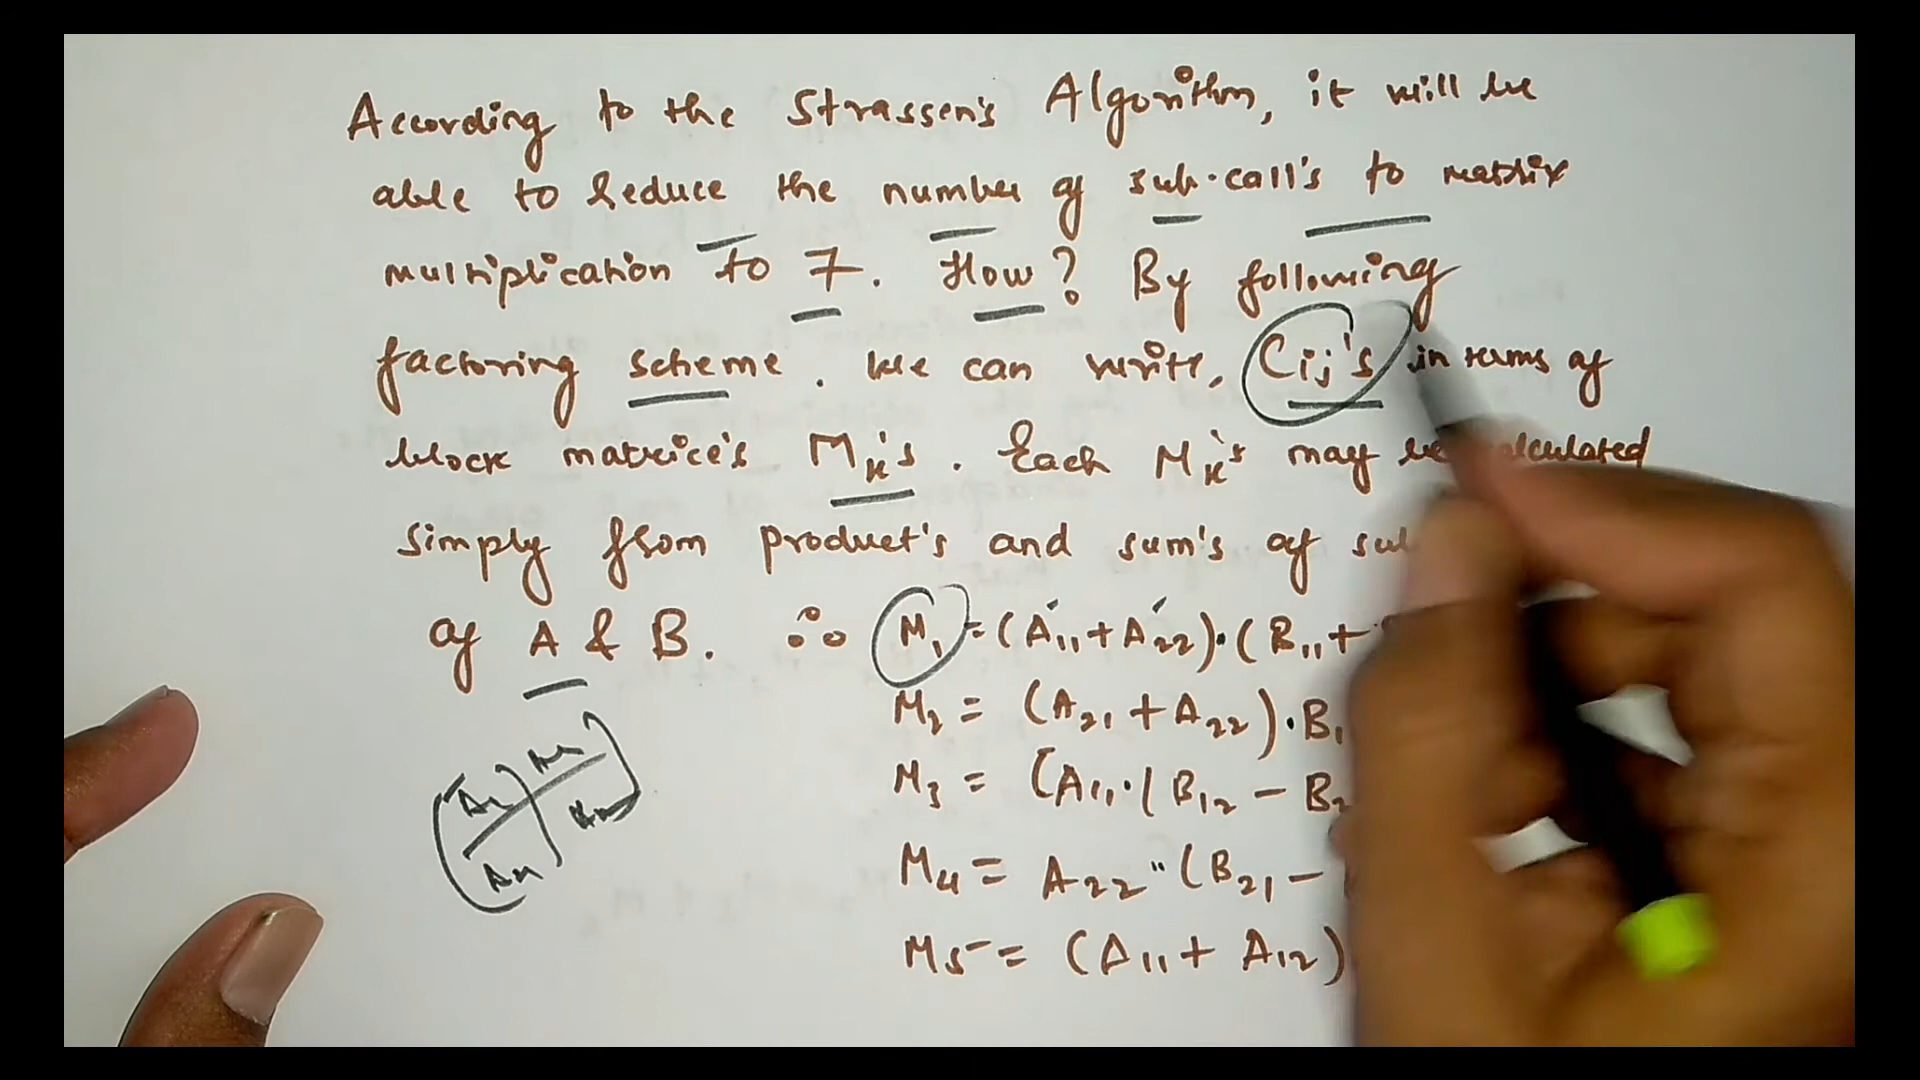 According to the Strassen's Algorithm, it will be
able to reduce the number of sub-call's to matrix
multiplication to 7. How? By following
factoring scheme. We can write, Cij's in terms of
block matrice's Mk's. Each Mk's may be calculated
simply from product's and sum's of sub
of A & B. ∴ M₁ = (A₁₁ + A₂₂)·(B₁₁ +
M₂ = (A₂₁ + A₂₂)·B₁
M₃ = (A₁₁·(B₁₂ - B₂
M₄ = A₂₂·(B₂₁ -
M₅ = (A₁₁ + A₁₂)